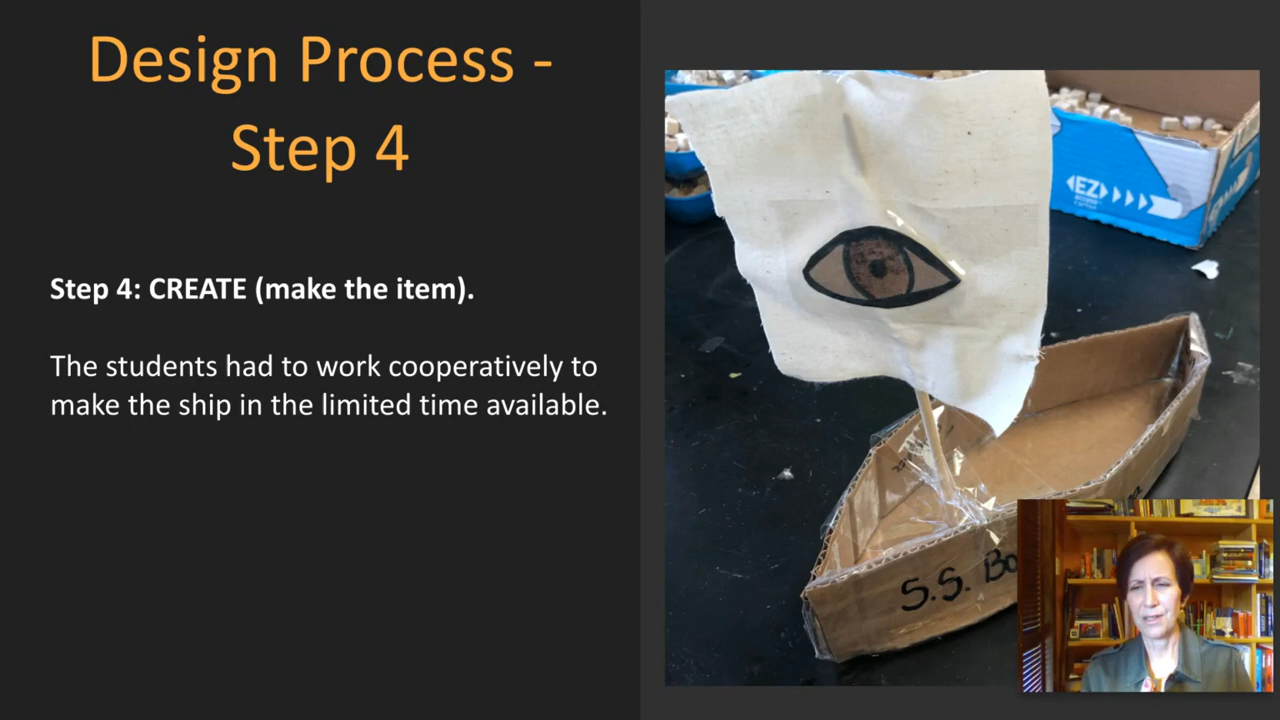 Design Process -
Step 4
Step 4: CREATE (make the item).
The students had to work cooperatively to
make the ship in the limited time available.
EZ
S.S.